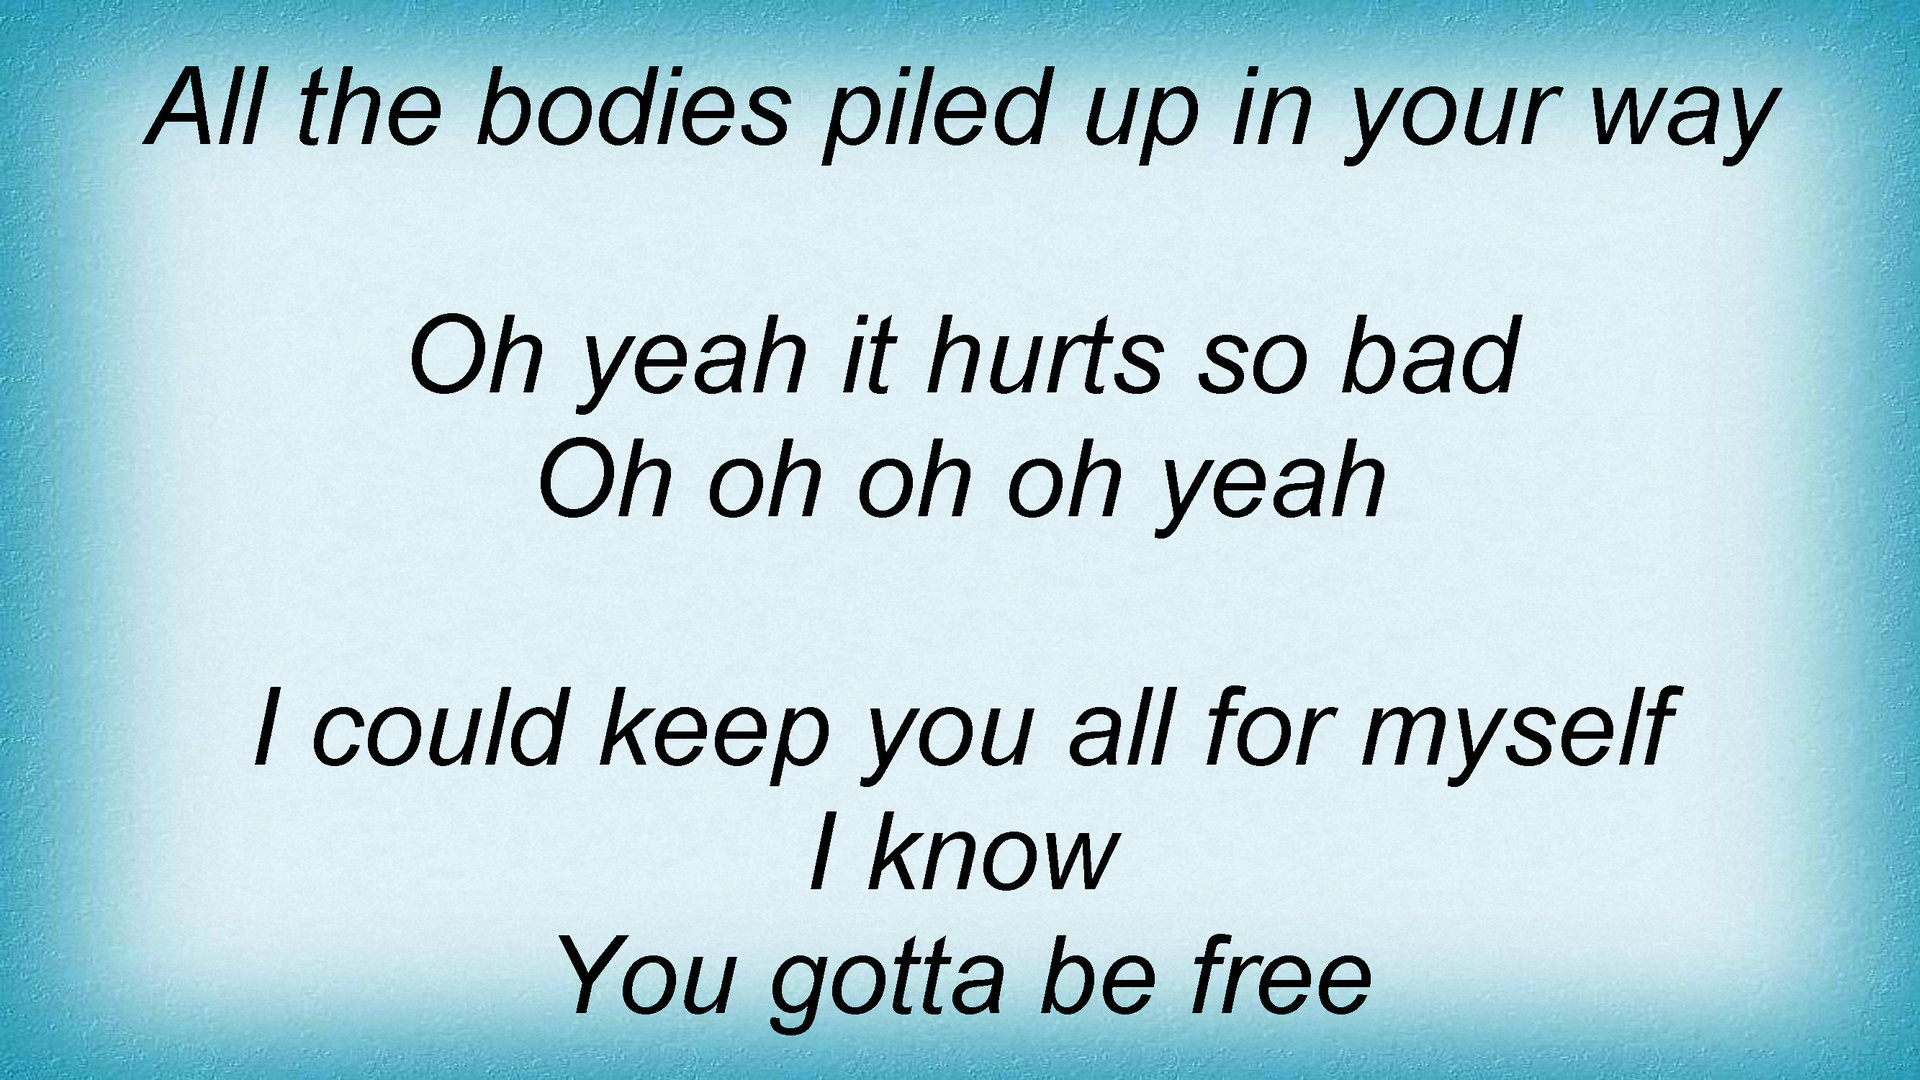 All the bodies piled up in your way
Oh yeah it hurts so bad
Oh oh oh oh yeah
I could keep you all for myself
I know
You gotta be free